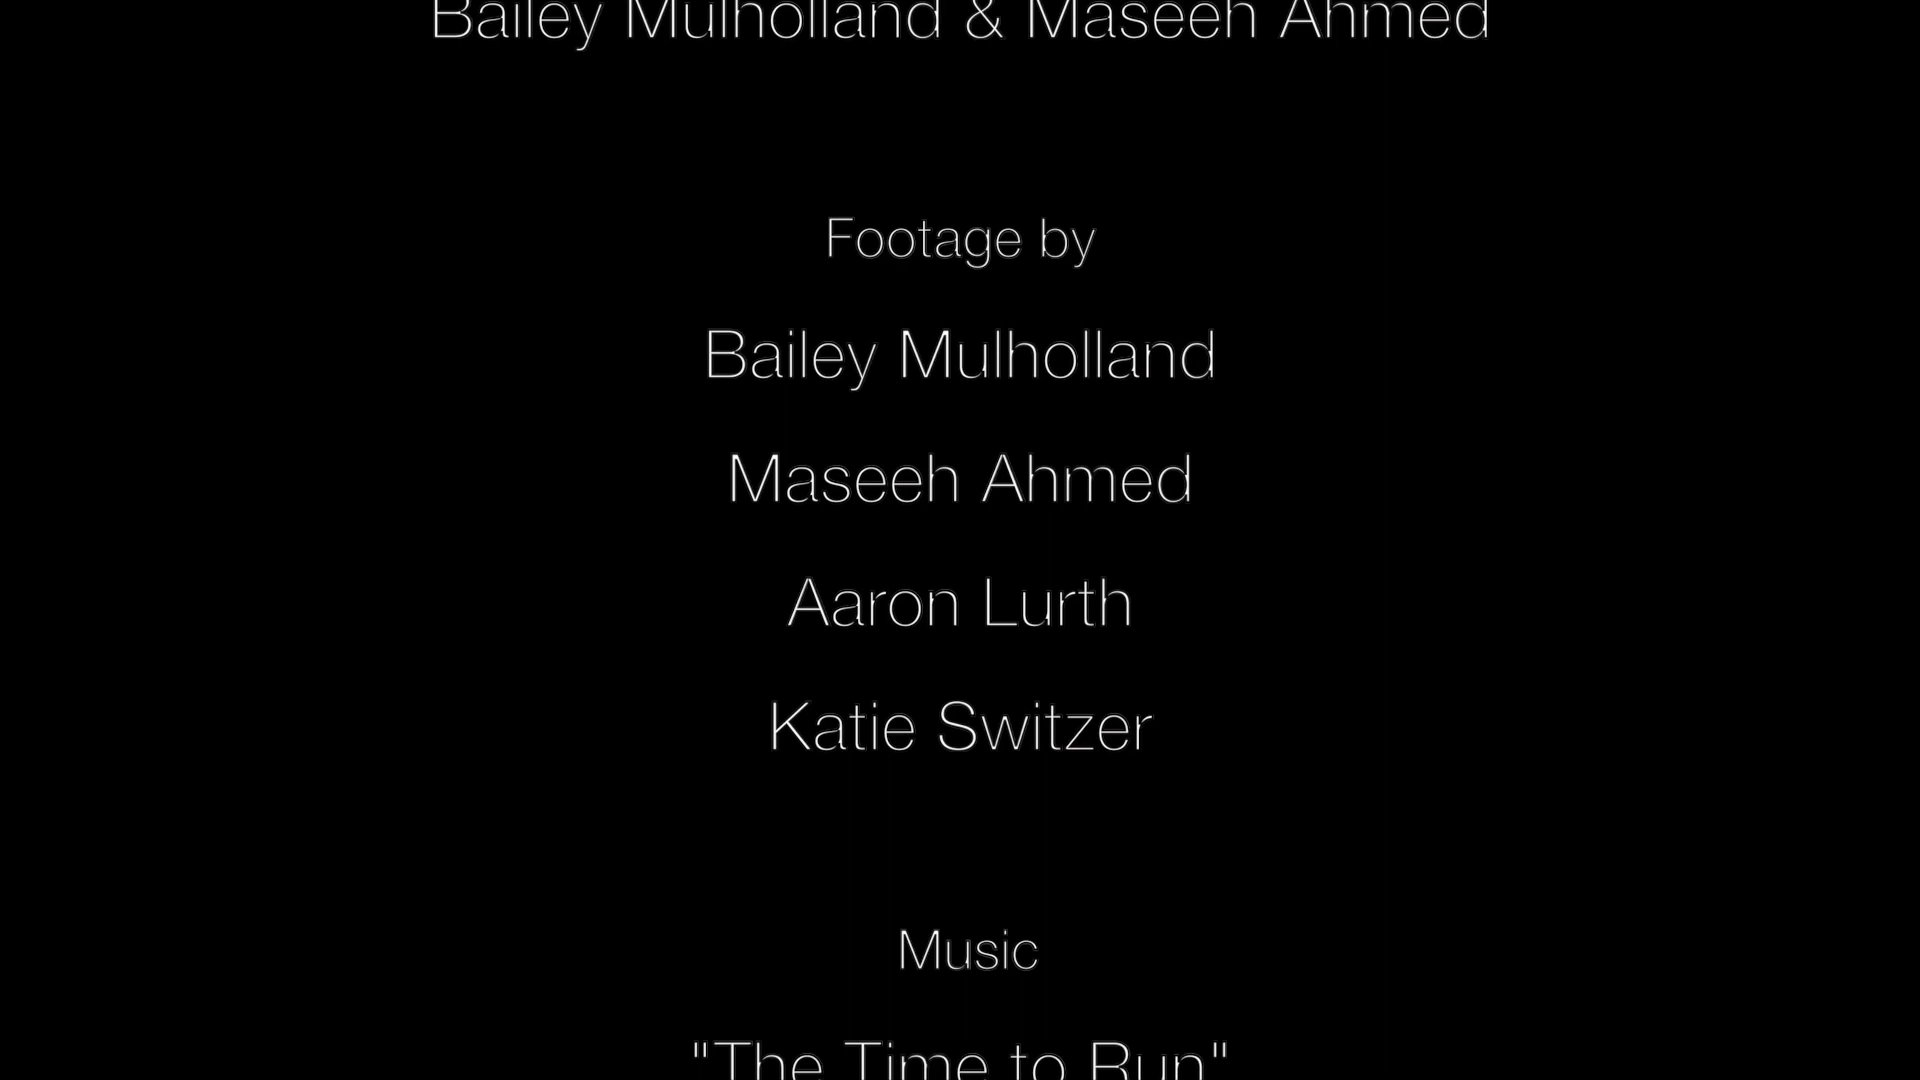 Bailey Mulholland & Maseeh Ahmed
Footage by
Bailey Mulholland
Maseeh Ahmed
Aaron Lurth
Katie Switzer
Music
"The Time to Run"